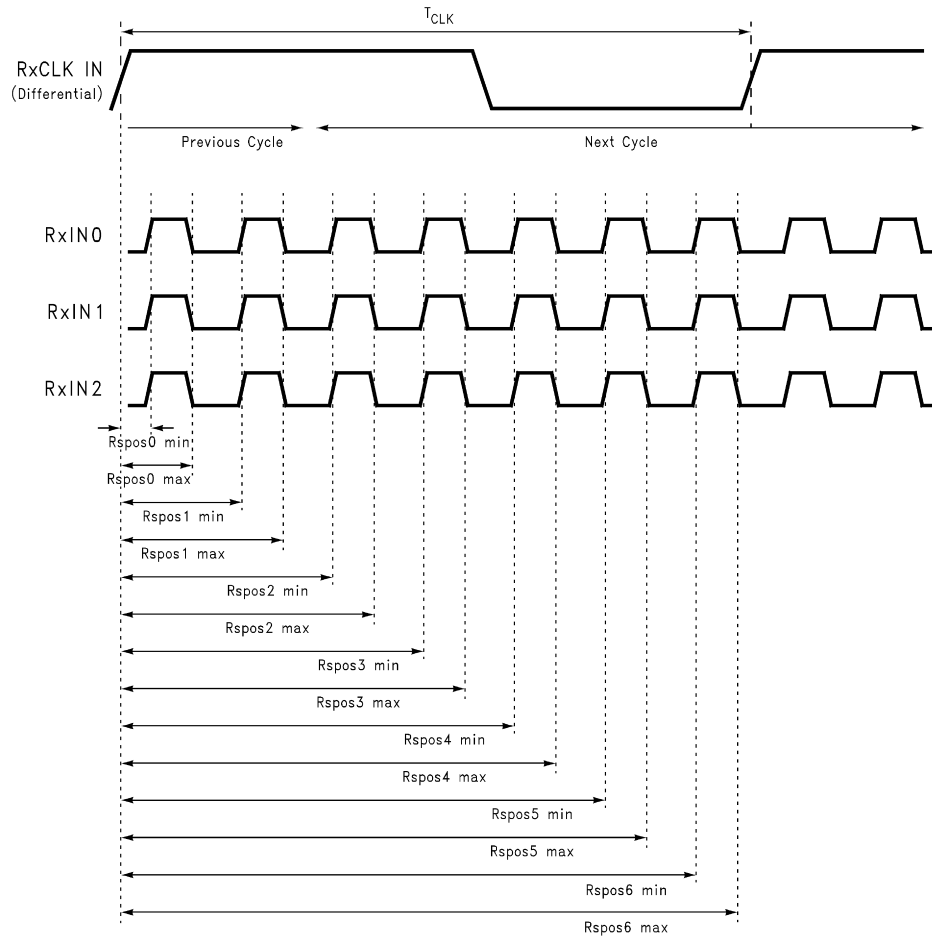 T_CLK
RxCLK IN
(Differential)
Previous Cycle
Next Cycle
RxIN0
RxIN1
RxIN2
Rspos0 min
Rspos0 max
Rspos1 min
Rspos1 max
Rspos2 min
Rspos2 max
Rspos3 min
Rspos3 max
Rspos4 min
Rspos4 max
Rspos5 min
Rspos5 max
Rspos6 min
Rspos6 max